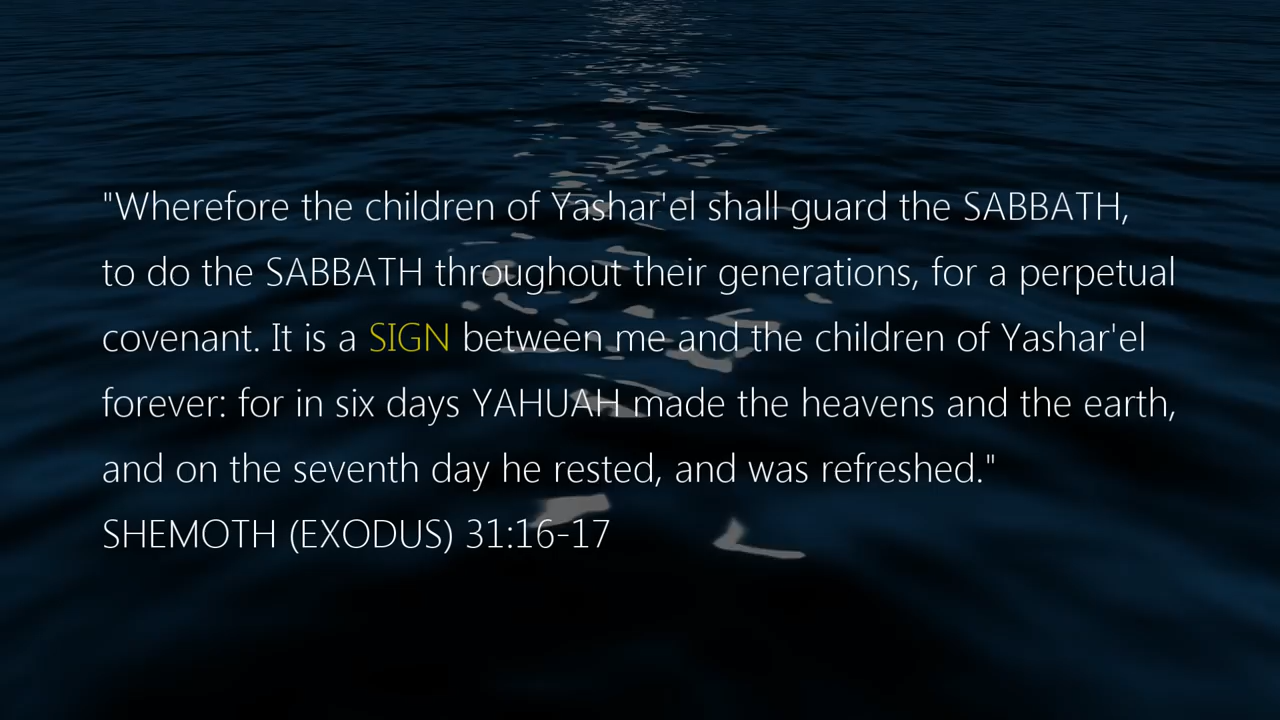 "Wherefore the children of Yashar'el shall guard the SABBATH,
to do the SABBATH throughout their generations, for a perpetual
covenant. It is a SIGN between me and the children of Yashar'el
forever: for in six days YAHUAH made the heavens and the earth,
and on the seventh day he rested, and was refreshed."
SHEMOTH (EXODUS) 31:16-17